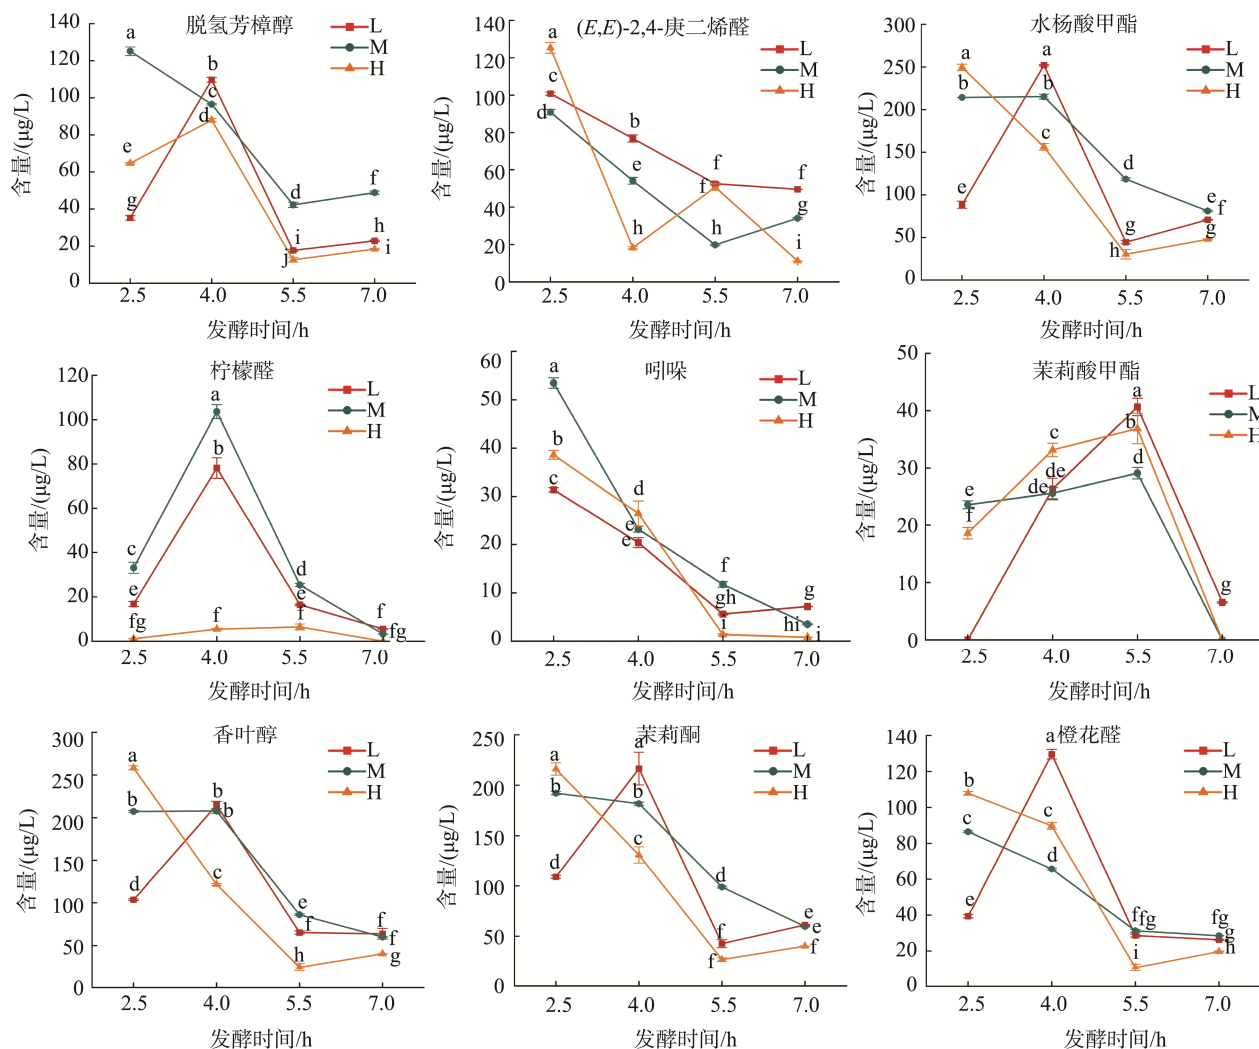 脱氢芳樟醇
含量/(μg/L)
140
120
100
80
60
40
20
0
L
M
H
a
b
c
d
e
g
d
f
i
h
j
i
2.5 4.0 5.5 7.0
发酵时间/h
(E,E)-2,4-庚二烯醛
含量/(μg/L)
140
120
100
80
60
40
20
0
L
M
H
a
c
d
b
e
h
f
f
h
f
g
i
2.5 4.0 5.5 7.0
发酵时间/h
水杨酸甲酯
含量/(μg/L)
300
250
200
150
100
50
0
L
M
H
a
b
e
a
b
c
d
g
h
e
f
g
2.5 4.0 5.5 7.0
发酵时间/h
柠檬醛
含量/(μg/L)
120
100
80
60
40
20
0
L
M
H
c
e
fg
a
b
f
d
e
f
f
fg
2.5 4.0 5.5 7.0
发酵时间/h
吲哚
含量/(μg/L)
60
50
40
30
20
10
0
L
M
H
a
b
c
d
e
e
f
gh
i
g
hi
i
2.5 4.0 5.5 7.0
发酵时间/h
茉莉酸甲酯
含量/(μg/L)
50
40
30
20
10
0
L
M
H
e
f
c
de
de
a
b
d
g
2.5 4.0 5.5 7.0
发酵时间/h
香叶醇
含量/(μg/L)
300
250
200
150
100
50
0
L
M
H
a
b
d
b
b
c
e
f
h
f
f
g
2.5 4.0 5.5 7.0
发酵时间/h
茉莉酮
含量/(μg/L)
250
200
150
100
50
0
L
M
H
a
b
d
a
b
c
d
f
f
e
e
f
2.5 4.0 5.5 7.0
发酵时间/h
橙花醛
含量/(μg/L)
140
120
100
80
60
40
20
0
L
M
H
b
c
e
a
c
d
f
fg
i
fg
g
h
2.5 4.0 5.5 7.0
发酵时间/h